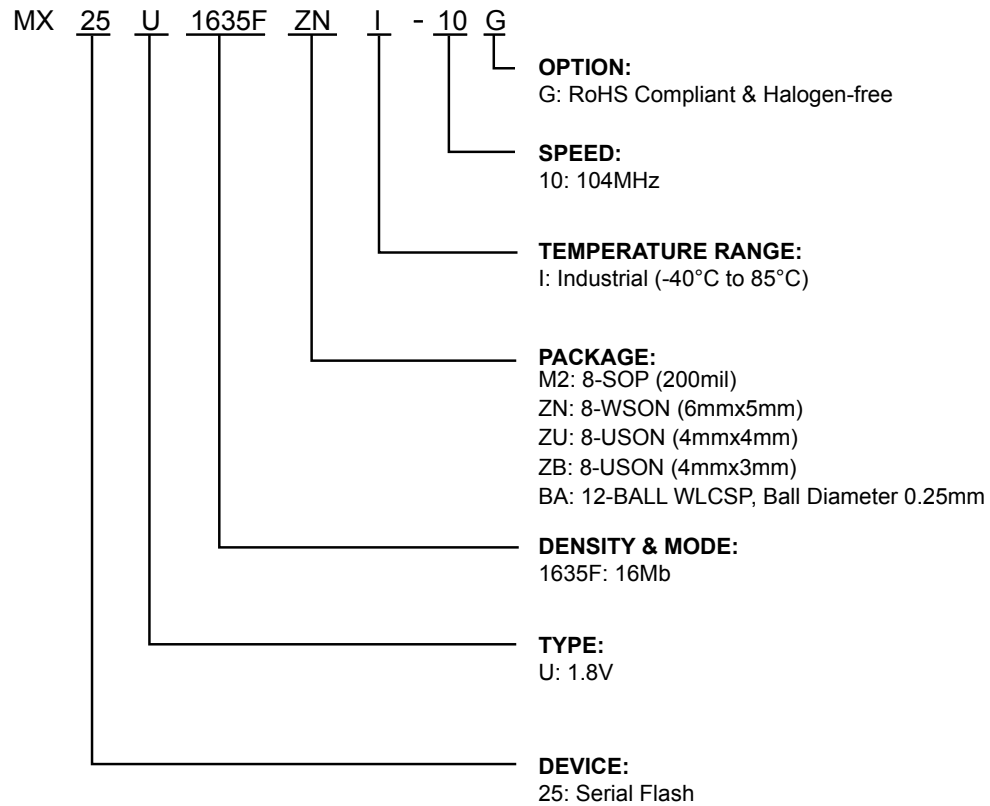 MX 25 U 1635F ZN I - 10 G
OPTION:
G: RoHS Compliant & Halogen-free
SPEED:
10: 104MHz
TEMPERATURE RANGE:
I: Industrial (-40°C to 85°C)
PACKAGE:
M2: 8-SOP (200mil)
ZN: 8-WSON (6mmx5mm)
ZU: 8-USON (4mmx4mm)
ZB: 8-USON (4mmx3mm)
BA: 12-BALL WLCSP, Ball Diameter 0.25mm
DENSITY & MODE:
1635F: 16Mb
TYPE:
U: 1.8V
DEVICE:
25: Serial Flash